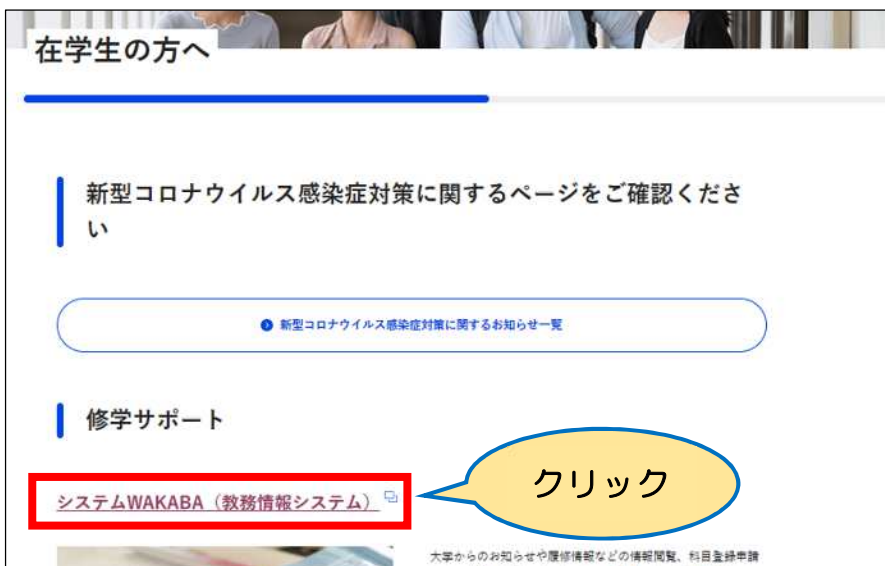 在学生の方へ
新型コロナウイルス感染症対策に関するページをご確認くださ
い
新型コロナウイルス感染症対策に関するお知らせ一覧
修学サポート
システムWAKABA（教務情報システム）
クリック
大学からのお知らせや履修情報などの情報閲覧、科目登録申請